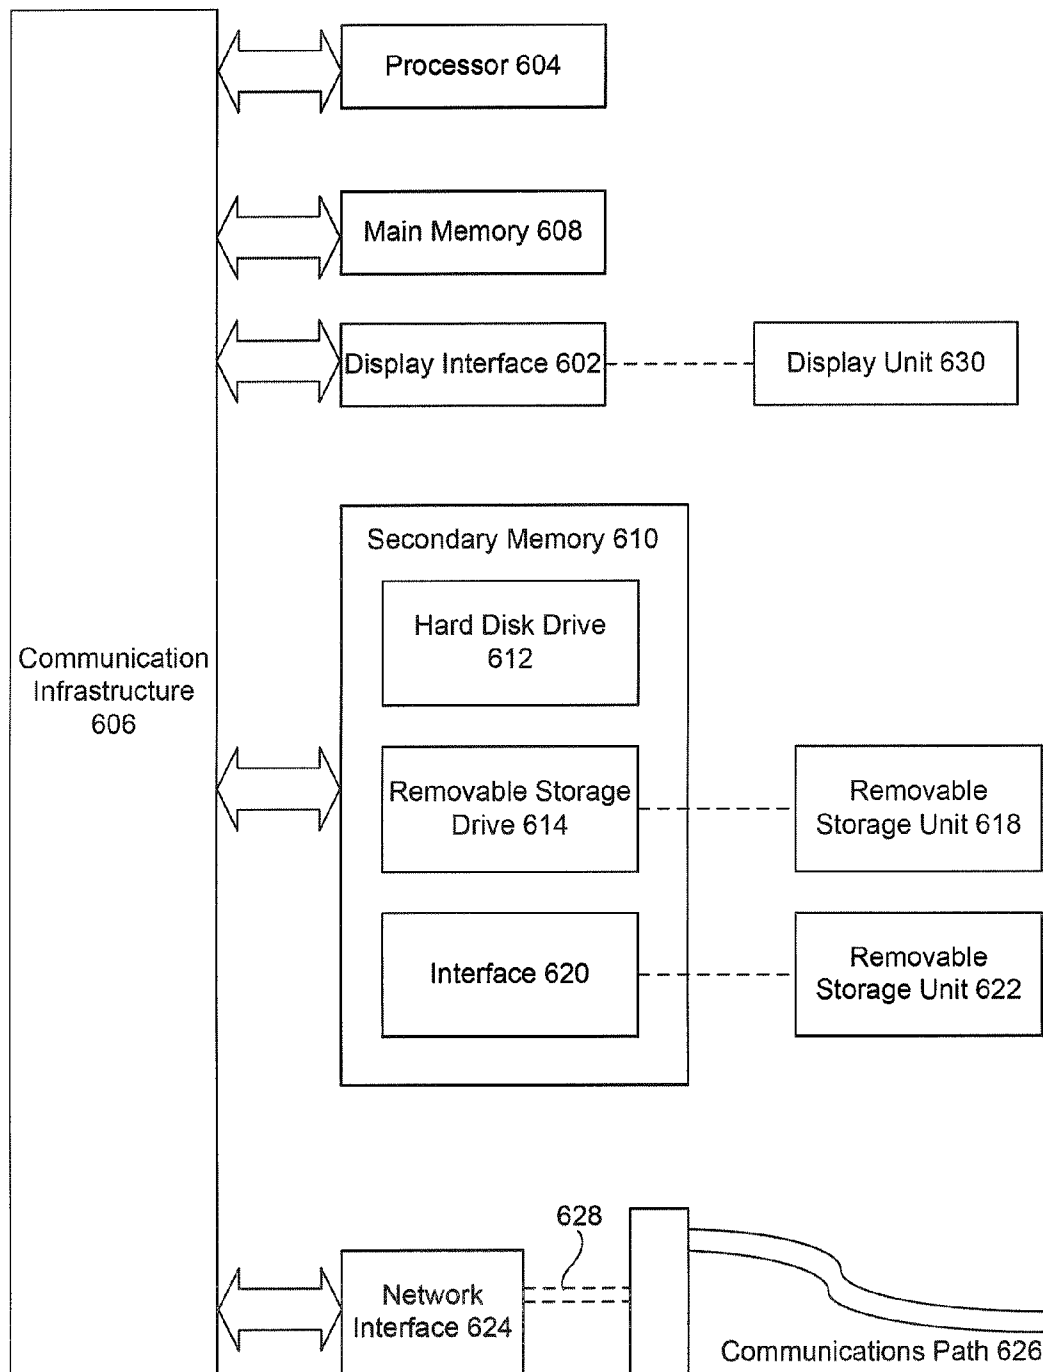 Processor 604
Main Memory 608
Display Interface 602
Display Unit 630
Secondary Memory 610
Hard Disk Drive
612
Communication
Infrastructure
606
Removable Storage
Drive 614
Removable
Storage Unit 618
Interface 620
Removable
Storage Unit 622
628
Network
Interface 624
Communications Path 626